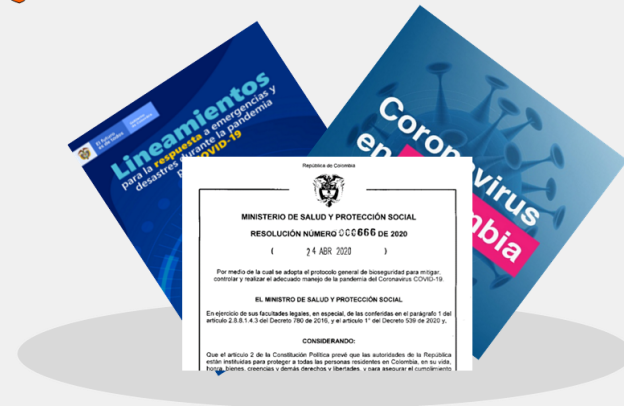 Lineamientos
para la respuesta a emergencias y
desastres durante la pandemia
COVID-19
Coronavirus
en
República de Colombia
MINISTERIO DE SALUD Y PROTECCIÓN SOCIAL
RESOLUCIÓN NÚMERO 000666 DE 2020
( 24 ABR 2020 )
Por medio de la cual se adopta el protocolo general de bioseguridad para mitigar,
controlar y realizar el adecuado manejo de la pandemia del Coronavirus COVID-19.
EL MINISTRO DE SALUD Y PROTECCIÓN SOCIAL
En ejercicio de sus facultades legales, en especial, de las conferidas en el parágrafo 1 del
artículo 2.8.8.1.4.3 del Decreto 780 de 2016, y el artículo 1° del Decreto 539 de 2020 y,
CONSIDERANDO:
Que el artículo 2 de la Constitución Política prevé que las autoridades de la República
están instituidas para proteger a todas las personas residentes en Colombia, en su vida,
honra, bienes, creencias y demás derechos y libertades, y para asegurar el cumplimiento